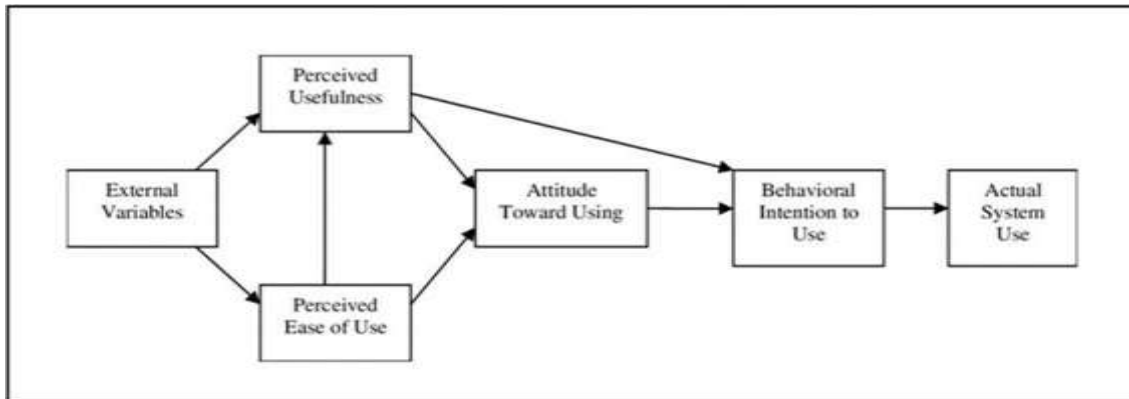 Perceived
Usefulness
External
Variables
Attitude
Toward Using
Behavioral
Intention to
Use
Actual
System
Use
Perceived
Ease of Use